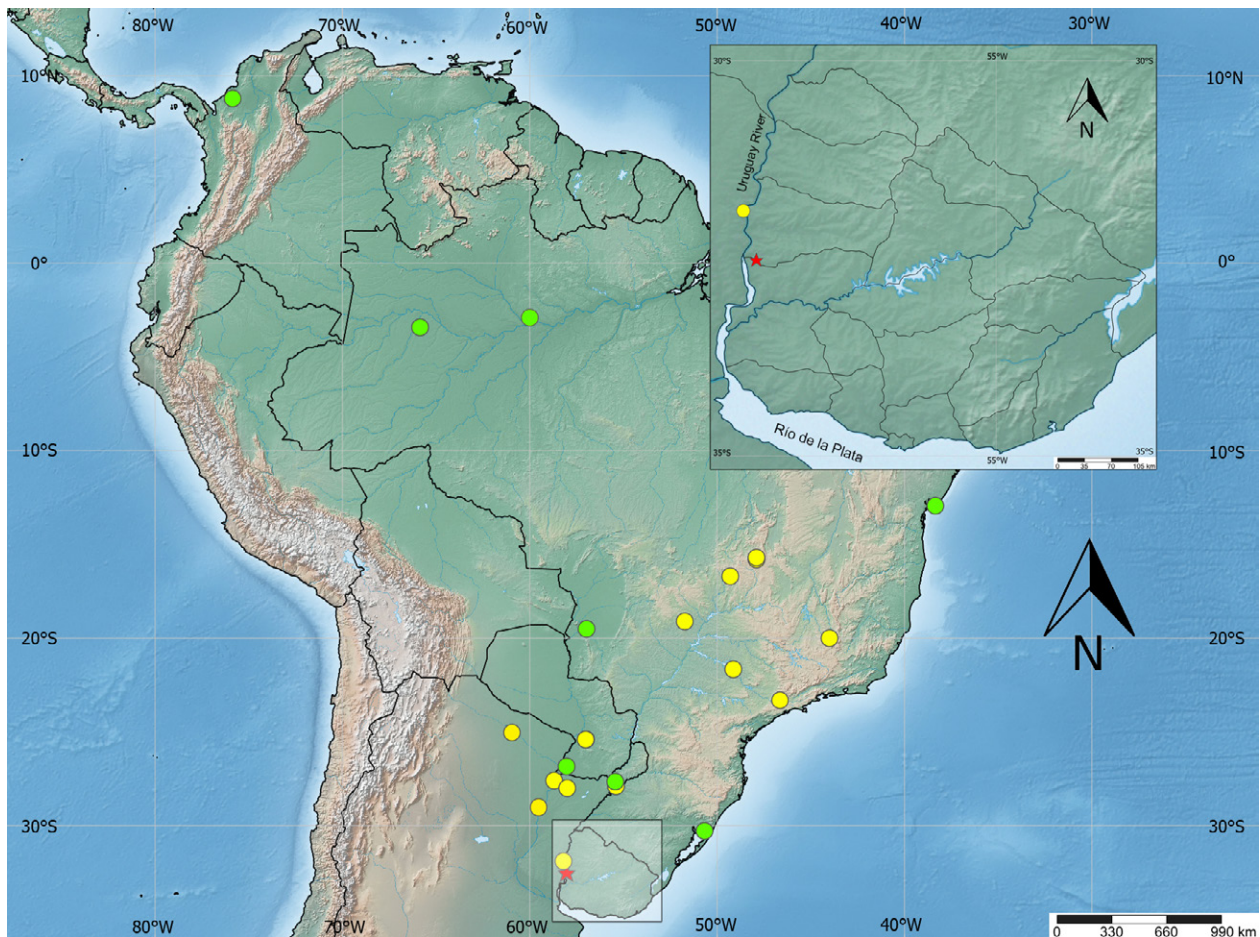 80°W 70°W 60°W 50°W 40°W 30°W
10°N 10°N
30°S 55°W 30°S
N
Uruguay River
0° 0°
Río de la Plata
35°S 55°W 35°S
0 35 70 105 km
10°S 10°S
N
20°S 20°S
30°S 30°S
80°W 70°W 60°W 50°W 40°W
0 330 660 990 km